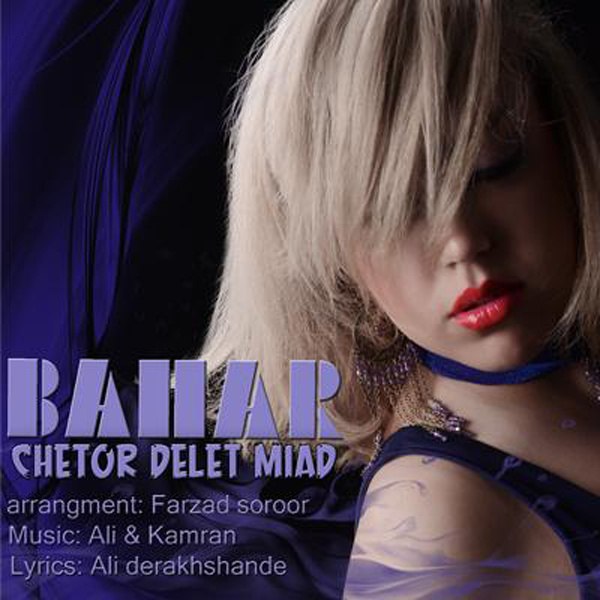 BAHAR
CHETOR DELET MIAD
arrangment: Farzad soroor
Music: Ali & Kamran
Lyrics: Ali derakhshande